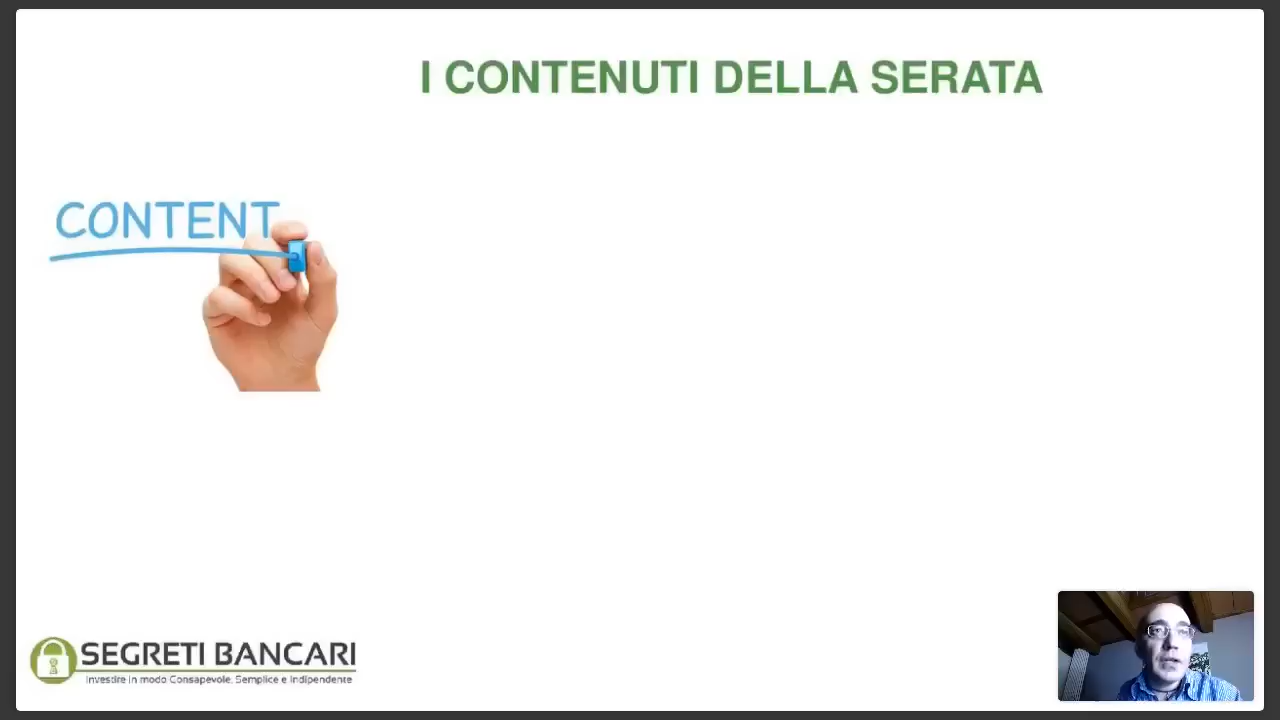 I CONTENUTI DELLA SERATA
CONTENT
SEGRETI BANCARI
Investire in modo Consapevole, Semplice e Indipendente